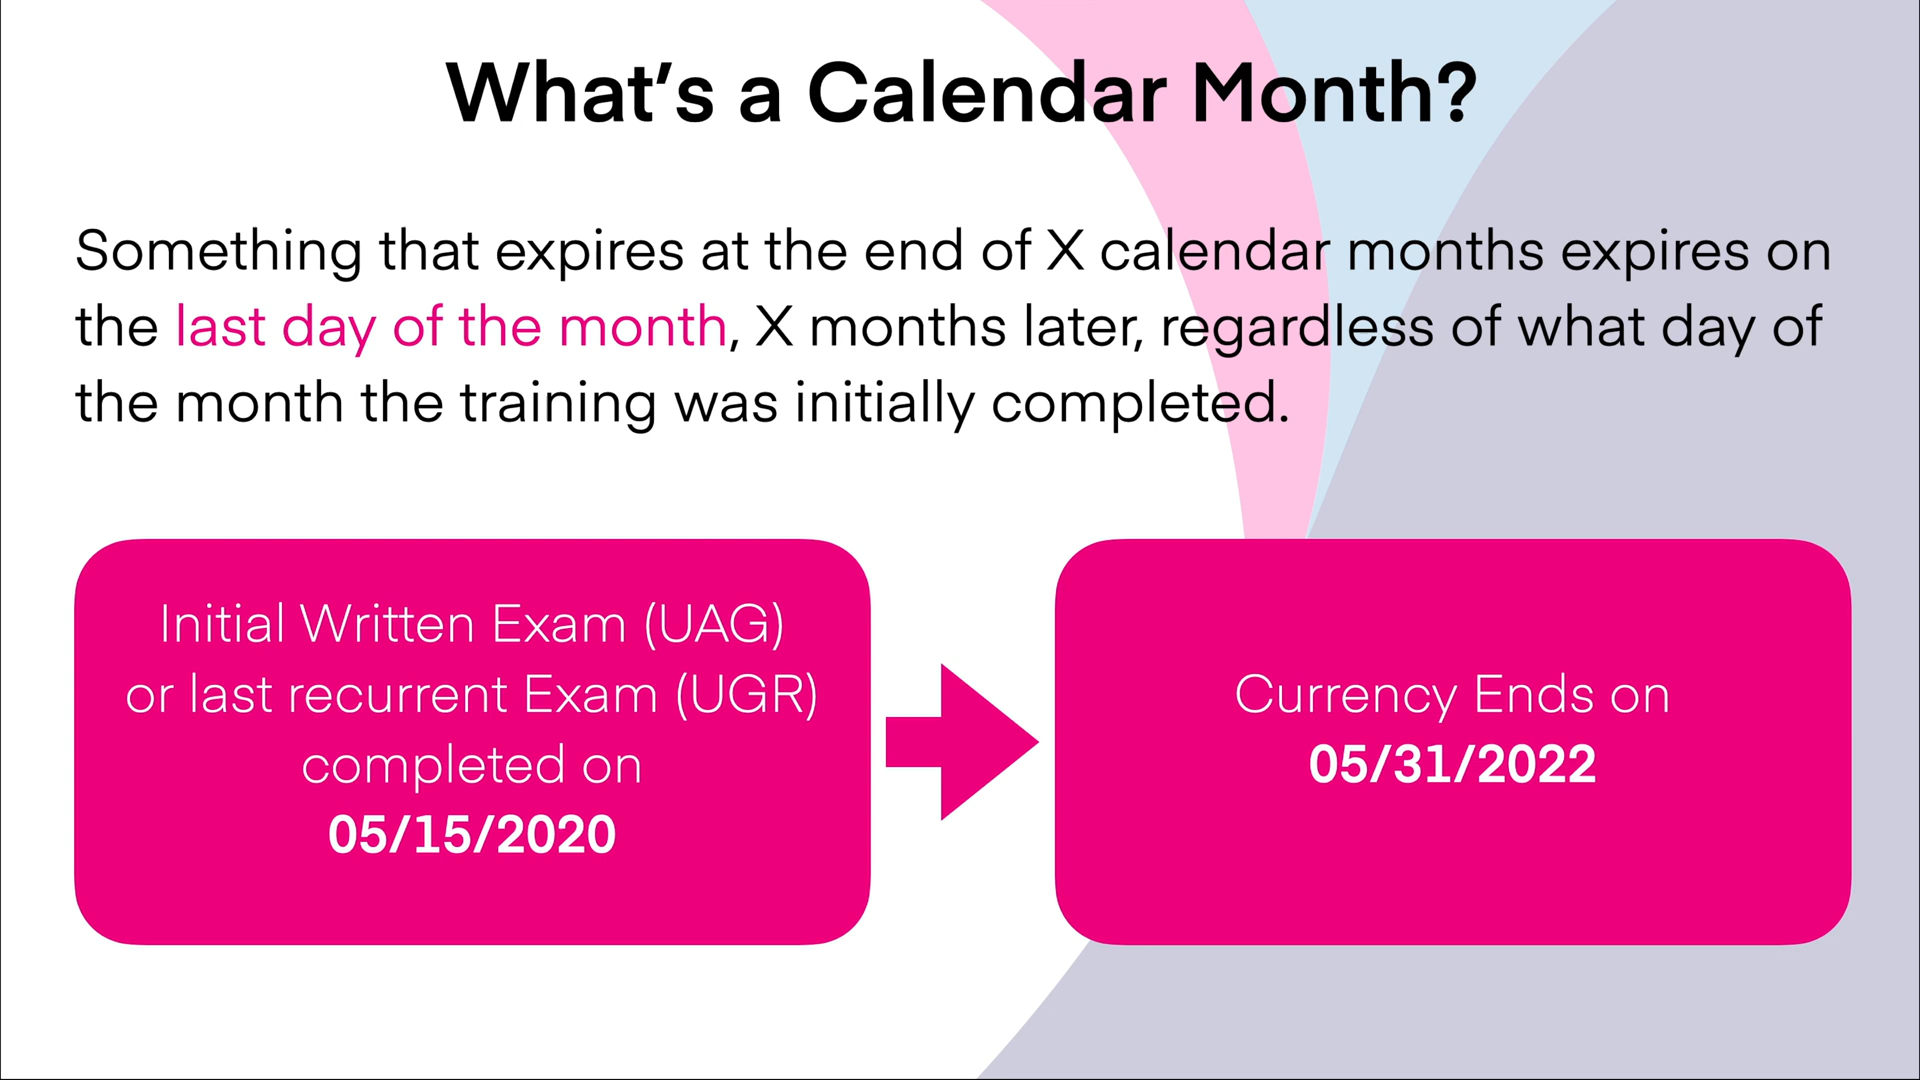 What's a Calendar Month?
Something that expires at the end of X calendar months expires on
the last day of the month, X months later, regardless of what day of
the month the training was initially completed.
Initial Written Exam (UAG)
or last recurrent Exam (UGR)
completed on
05/15/2020
Currency Ends on
05/31/2022